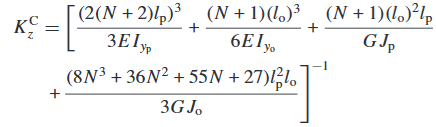 K_z^C = [ (2(N + 2)l_p)^3 / 3EI_{y_p} + (N + 1)(l_o)^3 / 6EI_{y_o} + (N + 1)(l_o)^2 l_p / GJ_p
+ (8N^3 + 36N^2 + 55N + 27)l_p^2 l_o / 3GJ_o ]^{-1}